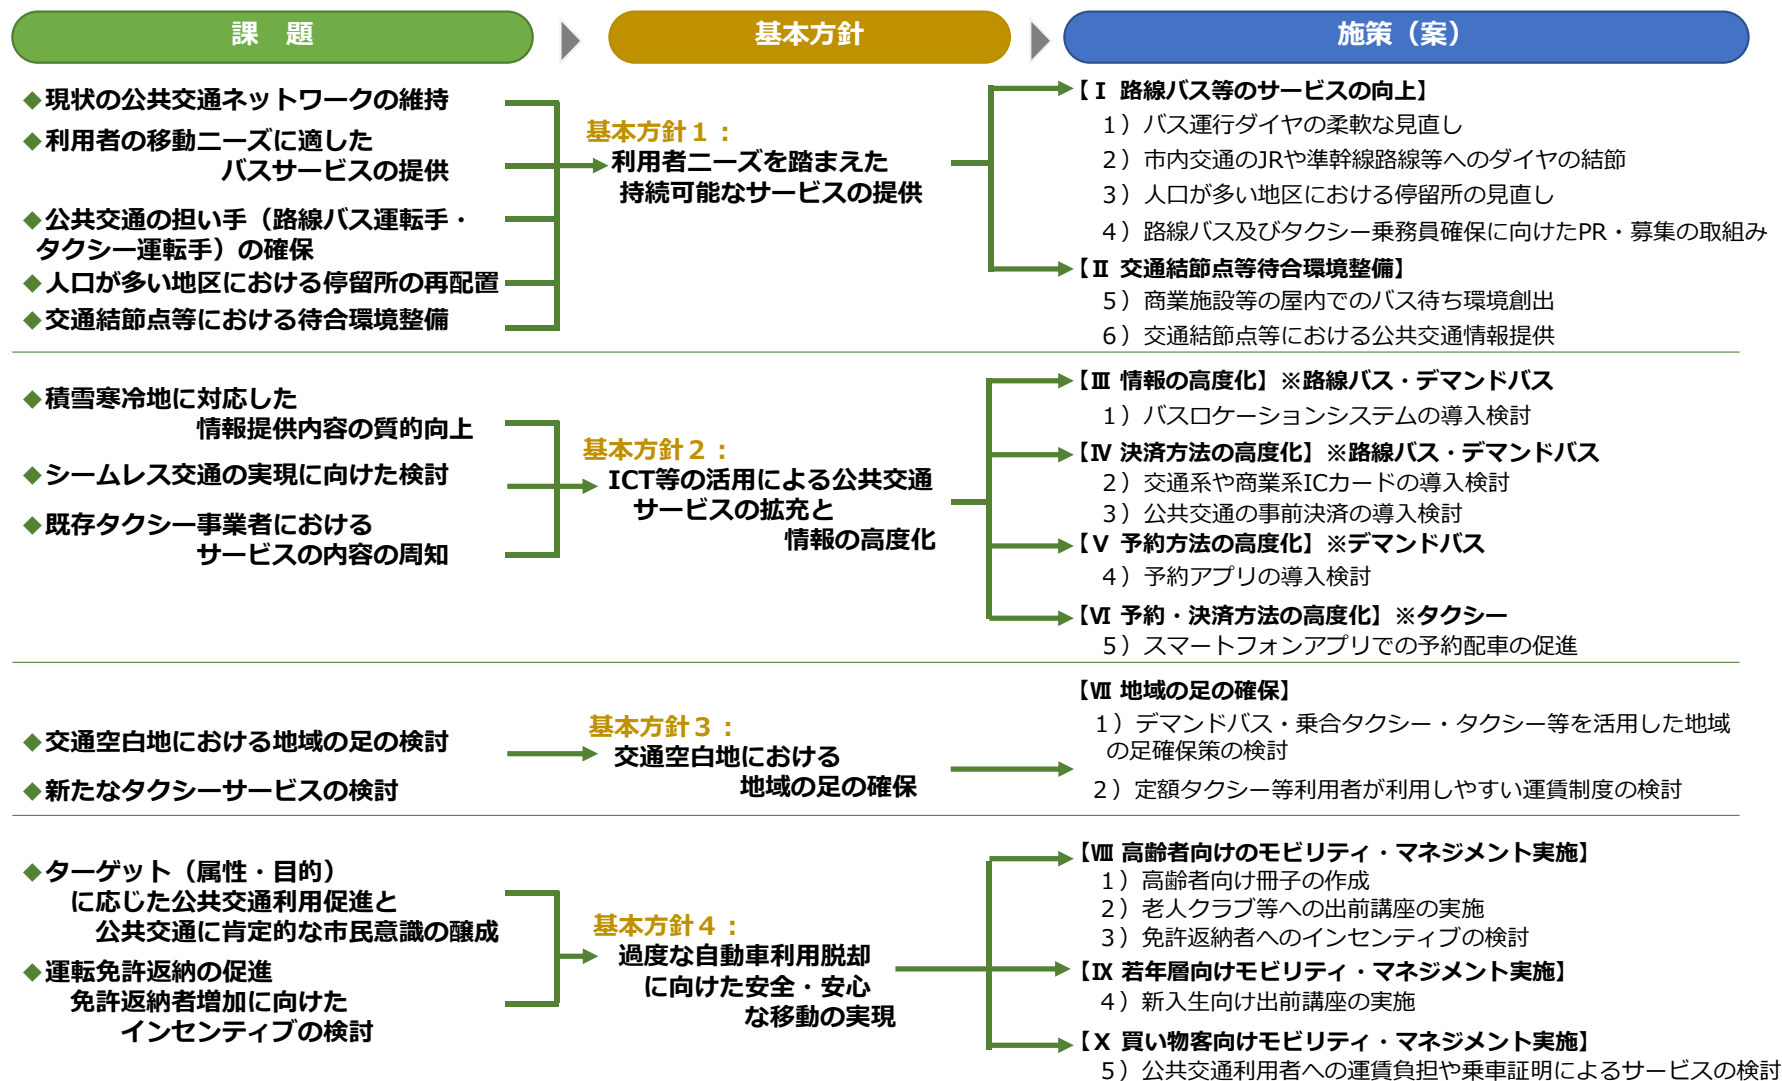 課 題
基本方針
施策（案）
◆現状の公共交通ネットワークの維持
◆利用者の移動ニーズに適した
バスサービスの提供
◆公共交通の担い手（路線バス運転手・
タクシー運転手）の確保
◆人口が多い地区における停留所の再配置
◆交通結節点等における待合環境整備
基本方針１：
利用者ニーズを踏まえた
持続可能なサービスの提供
【Ⅰ 路線バス等のサービスの向上】
１）バス運行ダイヤの柔軟な見直し
２）市内交通のJRや準幹線路線等へのダイヤの結節
３）人口が多い地区における停留所の見直し
４）路線バス及びタクシー乗務員確保に向けたPR・募集の取組み
【Ⅱ 交通結節点等待合環境整備】
５）商業施設等の屋内でのバス待ち環境創出
６）交通結節点等における公共交通情報提供
◆積雪寒冷地に対応した
情報提供内容の質的向上
◆シームレス交通の実現に向けた検討
◆既存タクシー事業者における
サービスの内容の周知
基本方針２：
ICT等の活用による公共交通
サービスの拡充と
情報の高度化
【Ⅲ 情報の高度化】※路線バス・デマンドバス
１）バスロケーションシステムの導入検討
【Ⅳ 決済方法の高度化】※路線バス・デマンドバス
２）交通系や商業系ICカードの導入検討
３）公共交通の事前決済の導入検討
【Ⅴ 予約方法の高度化】※デマンドバス
４）予約アプリの導入検討
【Ⅵ 予約・決済方法の高度化】※タクシー
５）スマートフォンアプリでの予約配車の促進
◆交通空白地における地域の足の検討
◆新たなタクシーサービスの検討
基本方針３：
交通空白地における
地域の足の確保
【Ⅶ 地域の足の確保】
１）デマンドバス・乗合タクシー・タクシー等を活用した地域
の足確保策の検討
２）定額タクシー等利用者が利用しやすい運賃制度の検討
◆ターゲット（属性・目的）
に応じた公共交通利用促進と
公共交通に肯定的な市民意識の醸成
◆運転免許返納の促進
免許返納者増加に向けた
インセンティブの検討
基本方針４：
過度な自動車利用脱却
に向けた安全・安心
な移動の実現
【Ⅷ 高齢者向けのモビリティ・マネジメント実施】
１）高齢者向け冊子の作成
２）老人クラブ等への出前講座の実施
３）免許返納者へのインセンティブの検討
【Ⅸ 若年層向けモビリティ・マネジメント実施】
４）新入生向け出前講座の実施
【Ⅹ 買い物客向けモビリティ・マネジメント実施】
５）公共交通利用者への運賃負担や乗車証明によるサービスの検討